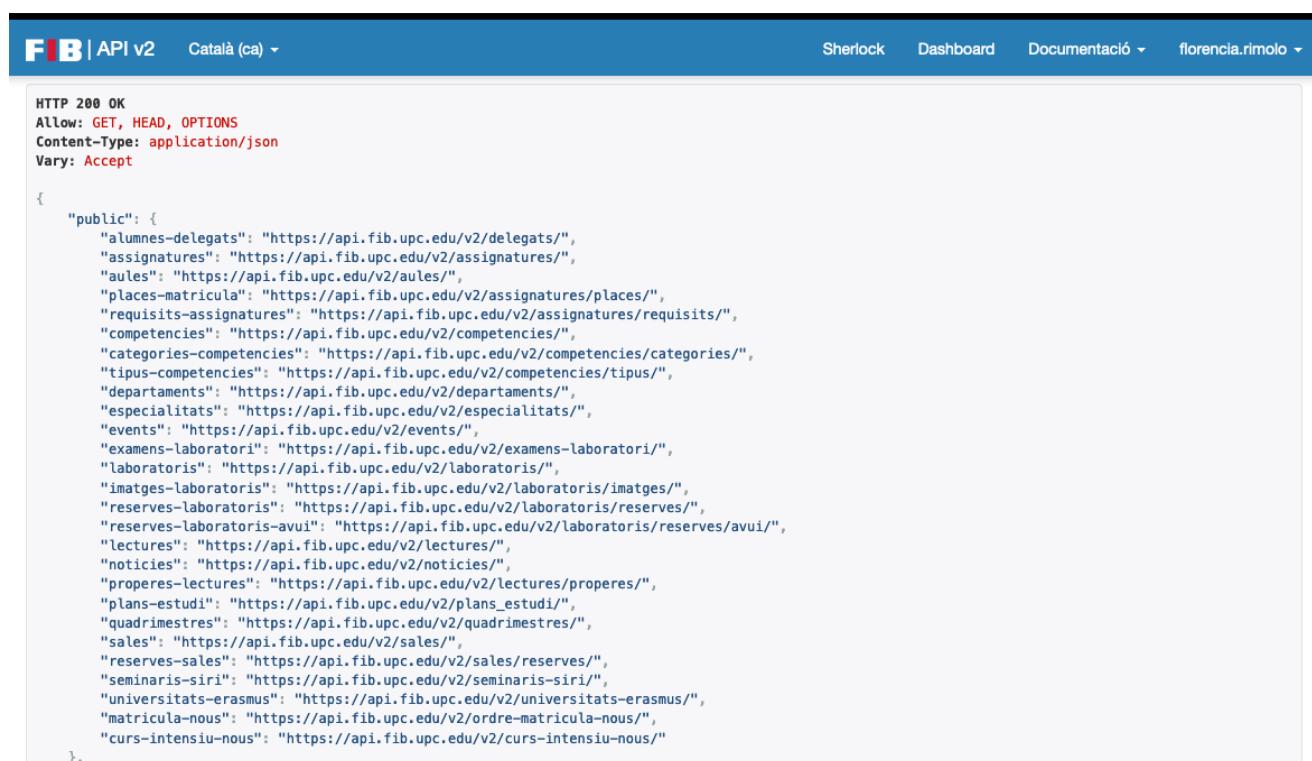 FIB | API v2 Català (ca) Sherlock Dashboard Documentació florencia.rimolo
HTTP 200 OK
Allow: GET, HEAD, OPTIONS
Content-Type: application/json
Vary: Accept
{
"public": {
"alumnes-delegats": "https://api.fib.upc.edu/v2/delegats/",
"assignatures": "https://api.fib.upc.edu/v2/assignatures/",
"aules": "https://api.fib.upc.edu/v2/aules/",
"places-matricula": "https://api.fib.upc.edu/v2/assignatures/places/",
"requisits-assignatures": "https://api.fib.upc.edu/v2/assignatures/requisits/",
"competencies": "https://api.fib.upc.edu/v2/competencies/",
"categories-competencies": "https://api.fib.upc.edu/v2/competencies/categories/",
"tipus-competencies": "https://api.fib.upc.edu/v2/competencies/tipus/",
"departaments": "https://api.fib.upc.edu/v2/departaments/",
"especialitats": "https://api.fib.upc.edu/v2/especialitats/",
"events": "https://api.fib.upc.edu/v2/events/",
"examens-laboratori": "https://api.fib.upc.edu/v2/examens-laboratori/",
"laboratoris": "https://api.fib.upc.edu/v2/laboratoris/",
"imatges-laboratoris": "https://api.fib.upc.edu/v2/laboratoris/imatges/",
"reserves-laboratoris": "https://api.fib.upc.edu/v2/laboratoris/reserves/",
"reserves-laboratoris-avui": "https://api.fib.upc.edu/v2/laboratoris/reserves/avui/",
"lectures": "https://api.fib.upc.edu/v2/lectures/",
"noticies": "https://api.fib.upc.edu/v2/noticies/",
"properes-lectures": "https://api.fib.upc.edu/v2/lectures/properes/",
"plans-estudi": "https://api.fib.upc.edu/v2/plans_estudi/",
"quadrimestres": "https://api.fib.upc.edu/v2/quadrimestres/",
"sales": "https://api.fib.upc.edu/v2/sales/",
"reserves-sales": "https://api.fib.upc.edu/v2/sales/reserves/",
"seminaris-siri": "https://api.fib.upc.edu/v2/seminaris-siri/",
"universitats-erasmus": "https://api.fib.upc.edu/v2/universitats-erasmus/",
"matricula-nous": "https://api.fib.upc.edu/v2/ordre-matricula-nous/",
"curs-intensiu-nous": "https://api.fib.upc.edu/v2/curs-intensiu-nous/"
},